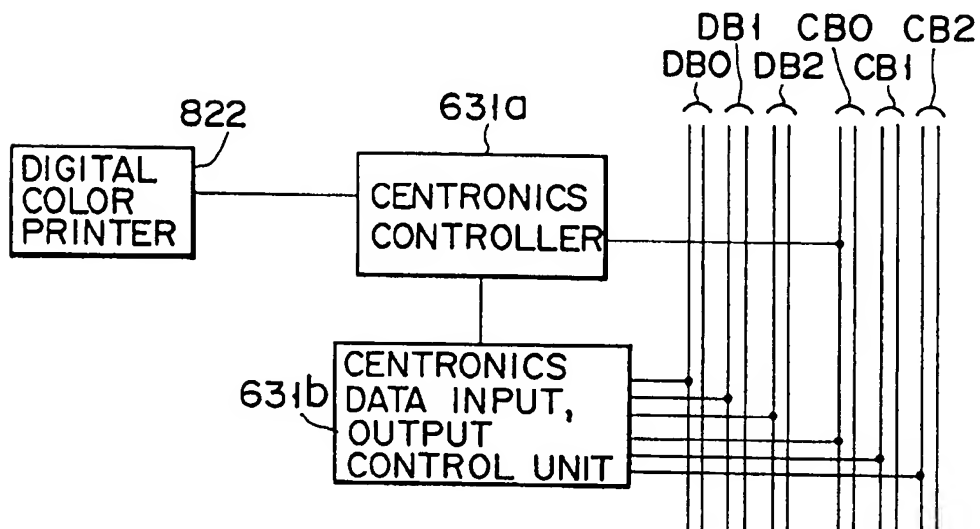 DB1 CB0 CB2
DB0 DB2 CB1
822
631a
DIGITAL
COLOR
PRINTER
CENTRONICS
CONTROLLER
631b
CENTRONICS
DATA INPUT,
OUTPUT
CONTROL UNIT